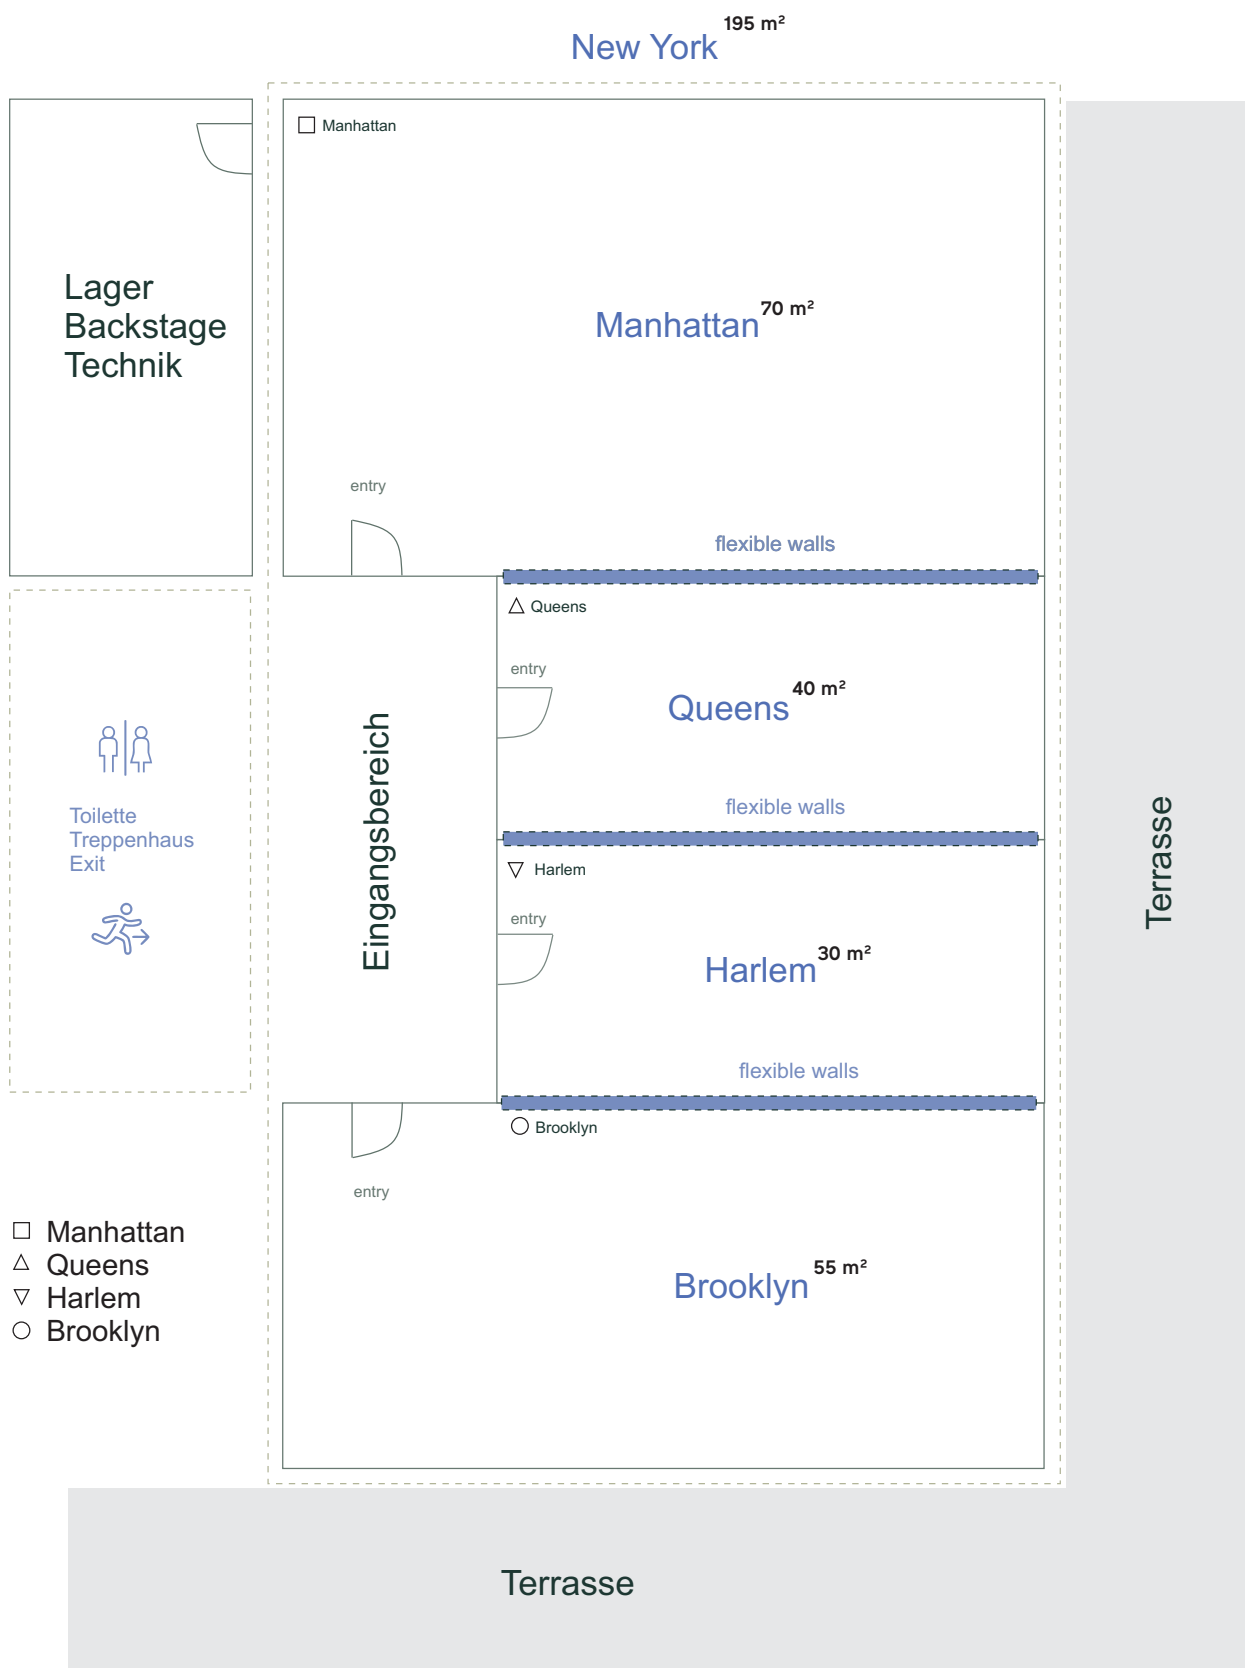 New York 195 m²
Manhattan
Lager
Backstage
Technik
Manhattan 70 m²
entry
flexible walls
Queens
entry
Queens 40 m²
Eingangsbereich
Toilette
Treppenhaus
Exit
flexible walls
Harlem
entry
Harlem 30 m²
Terrasse
flexible walls
Brooklyn
entry
Manhattan
Queens
Harlem
Brooklyn
Brooklyn 55 m²
Terrasse